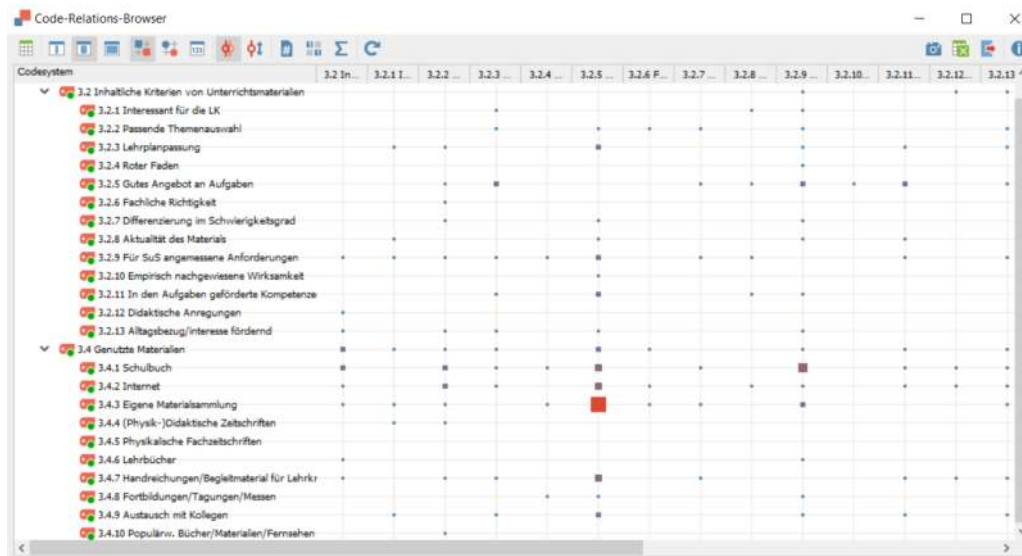 Code-Relations-Browser
Codesystem 3.2 In... 3.2.1 I... 3.2.2 ... 3.2.3 ... 3.2.4 ... 3.2.5 ... 3.2.6 F... 3.2.7 ... 3.2.8 ... 3.2.9 ... 3.2.10... 3.2.11... 3.2.12... 3.2.13
3.2 Inhaltliche Kriterien von Unterrichtsmaterialien
3.2.1 Interessant für die LK
3.2.2 Passende Themenauswahl
3.2.3 Lehrplanpassung
3.2.4 Roter Faden
3.2.5 Gutes Angebot an Aufgaben
3.2.6 Fachliche Richtigkeit
3.2.7 Differenzierung im Schwierigkeitsgrad
3.2.8 Aktualität des Materials
3.2.9 Für SuS angemessene Anforderungen
3.2.10 Empirisch nachgewiesene Wirksamkeit
3.2.11 In den Aufgaben geförderte Kompetenze
3.2.12 Didaktische Anregungen
3.2.13 Alltagsbezug/interesse fördernd
3.4 Genutzte Materialien
3.4.1 Schulbuch
3.4.2 Internet
3.4.3 Eigene Materialsammlung
3.4.4 (Physik-)Didaktische Zeitschriften
3.4.5 Physikalische Fachzeitschriften
3.4.6 Lehrbücher
3.4.7 Handreichungen/Begleitmaterial für Lehrkr
3.4.8 Fortbildungen/Tagungen/Messen
3.4.9 Austausch mit Kollegen
3.4.10 Populärw. Bücher/Materialien/Fernsehen